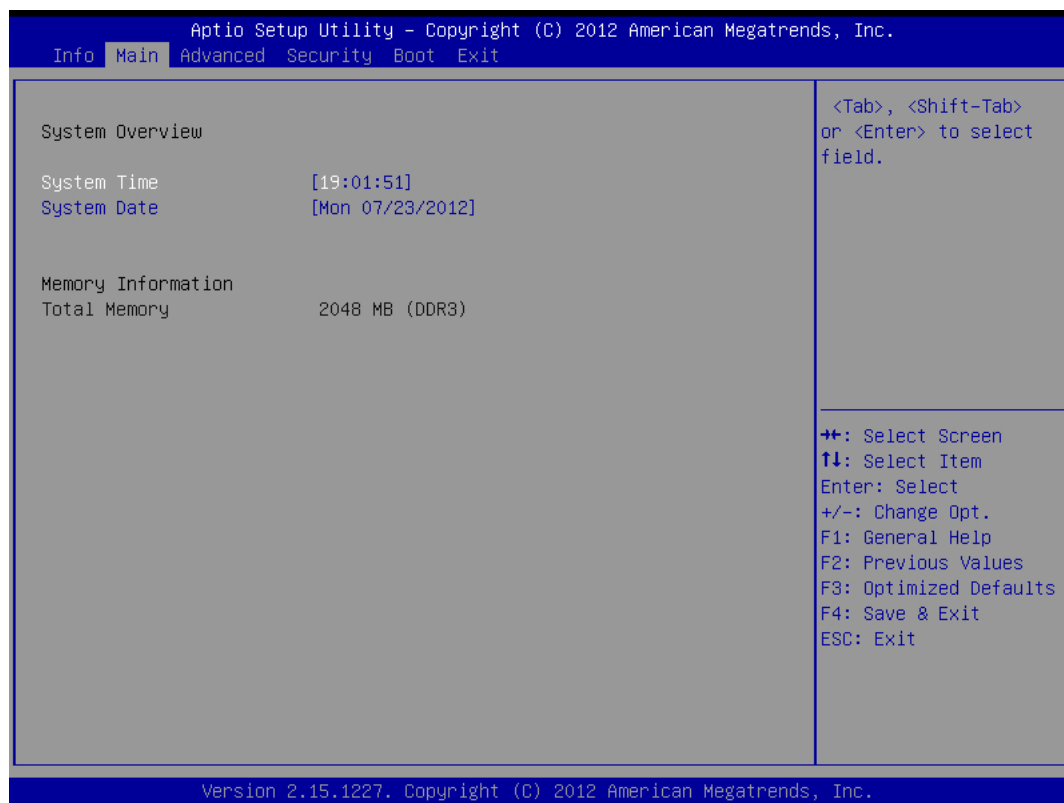 Aptio Setup Utility – Copyright (C) 2012 American Megatrends, Inc.
Info Main Advanced Security Boot Exit
System Overview
System Time [19:01:51]
System Date [Mon 07/23/2012]
Memory Information
Total Memory 2048 MB (DDR3)
<Tab>, <Shift-Tab>
or <Enter> to select
field.
→←: Select Screen
↑↓: Select Item
Enter: Select
+/-: Change Opt.
F1: General Help
F2: Previous Values
F3: Optimized Defaults
F4: Save & Exit
ESC: Exit
Version 2.15.1227. Copyright (C) 2012 American Megatrends, Inc.